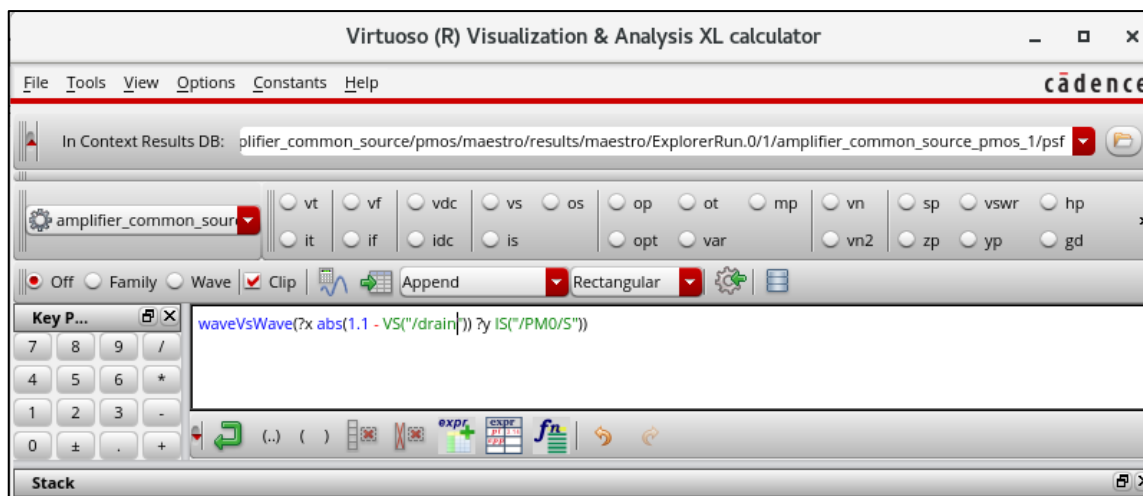 Virtuoso (R) Visualization & Analysis XL calculator
File Tools View Options Constants Help
cādence
In Context Results DB: plifier_common_source/pmos/maestro/results/maestro/ExplorerRun.0/1/amplifier_common_source_pmos_1/psf
amplifier_common_sour
vt vf vdc vs os op ot mp vn sp vswr hp
it if idc is opt var vn2 zp yp gd
Off Family Wave Clip Append Rectangular
Key P...
waveVsWave(?x abs(1.1 - VS("/drain")) ?y IS("/PM0/S"))
7 8 9 /
4 5 6 *
1 2 3 -
0 ± . +
(..) ( ) expr expr fn
Stack